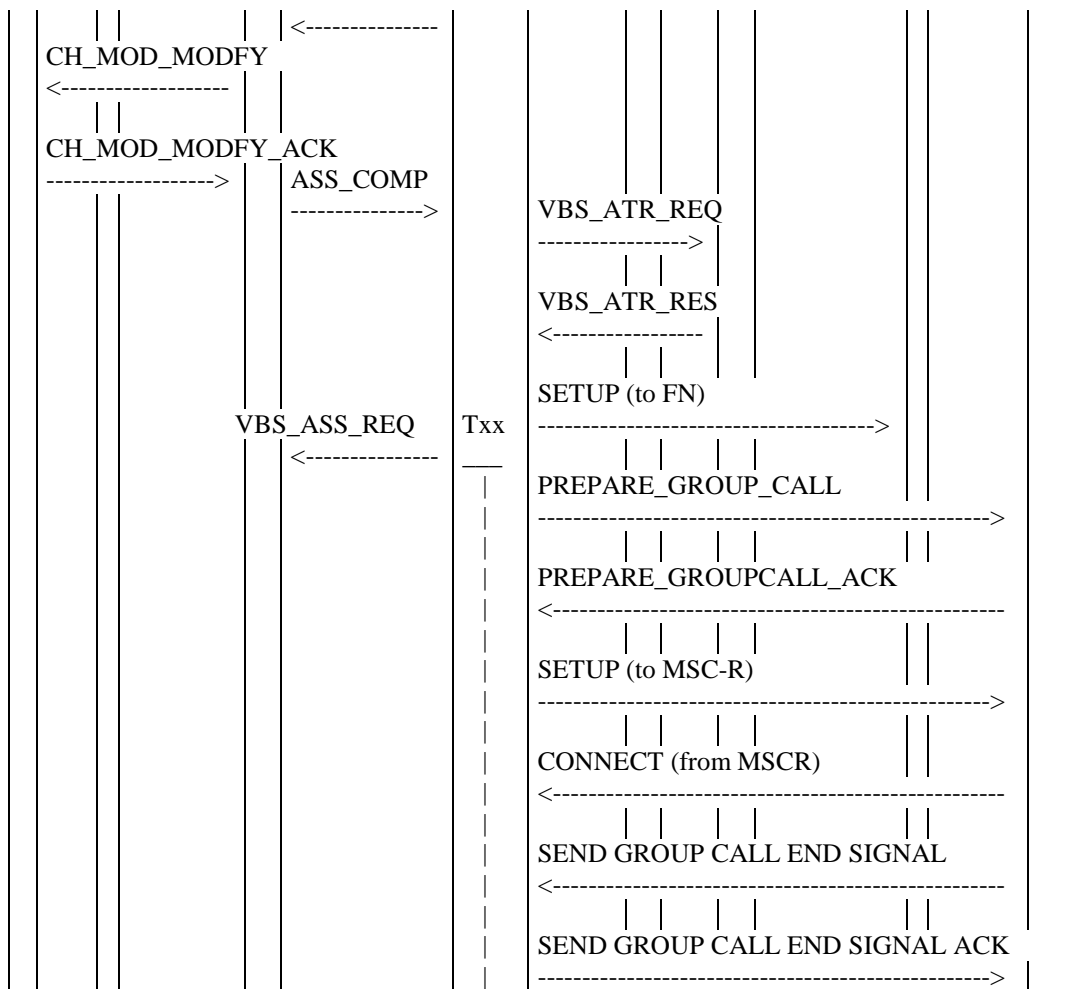 <---------------
CH_MOD_MODFY
<-------------------
CH_MOD_MODFY_ACK
-------------------> ASS_COMP
---------------> VBS_ATR_REQ
----------------->
VBS_ATR_RES
<-----------------
SETUP (to FN)
VBS_ASS_REQ Txx -------------------------------------->
<--------------- ___
PREPARE_GROUP_CALL
--------------------------------------------------->
PREPARE_GROUPCALL_ACK
<---------------------------------------------------
SETUP (to MSC-R)
--------------------------------------------------->
CONNECT (from MSCR)
<---------------------------------------------------
SEND GROUP CALL END SIGNAL
<---------------------------------------------------
SEND GROUP CALL END SIGNAL ACK
--------------------------------------------------->